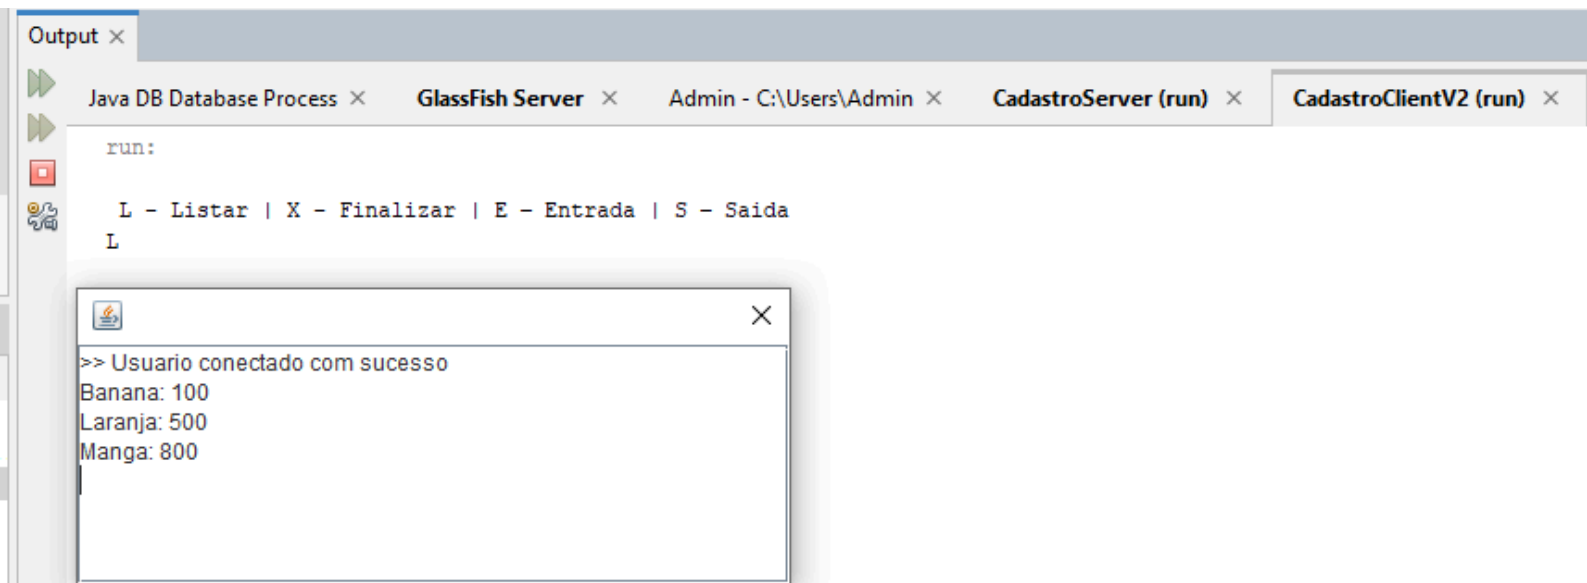 Output
Java DB Database Process GlassFish Server Admin - C:\Users\Admin CadastroServer (run) CadastroClientV2 (run)
run:
L - Listar | X - Finalizar | E - Entrada | S - Saida
L
>> Usuario conectado com sucesso
Banana: 100
Laranja: 500
Manga: 800